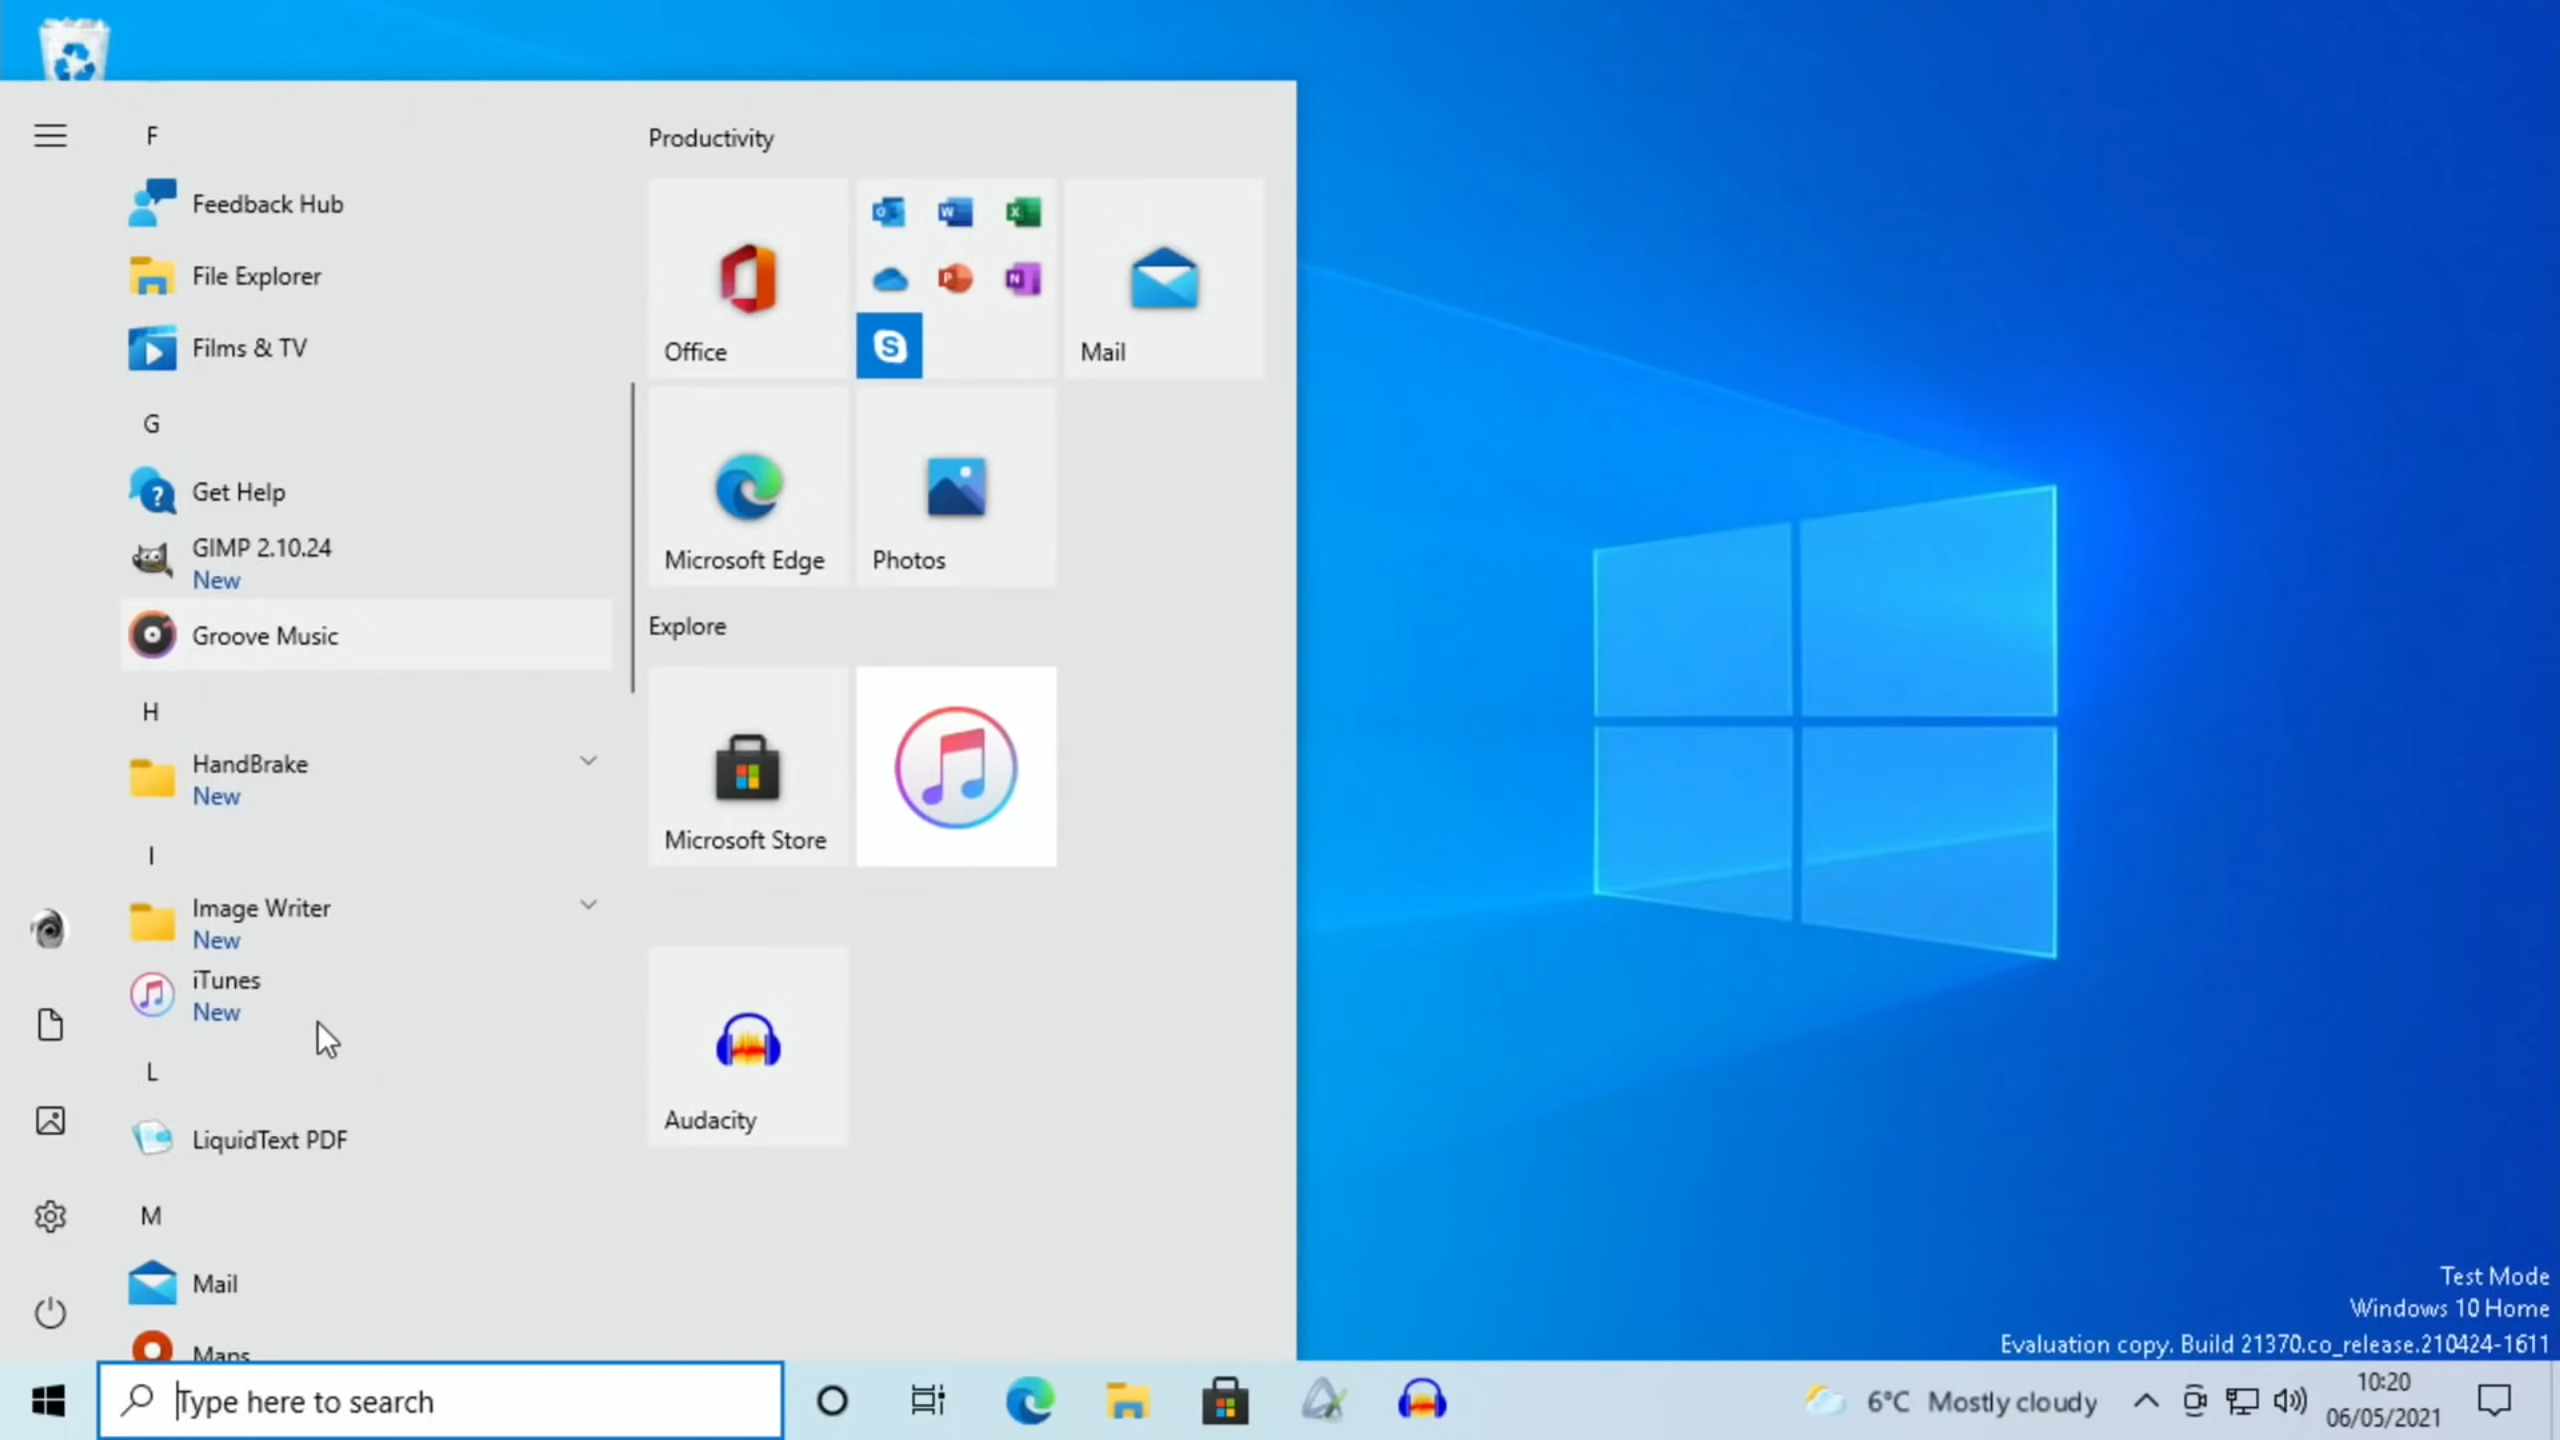 F
Feedback Hub
File Explorer
Films & TV
G
Get Help
GIMP 2.10.24
New
Groove Music
H
HandBrake
New
I
Image Writer
New
iTunes
New
L
LiquidText PDF
M
Mail
Maps
Productivity
Office
Mail
Microsoft Edge
Photos
Explore
Microsoft Store
Audacity
Test Mode
Windows 10 Home
Evaluation copy. Build 21370.co_release.210424-1611
Type here to search
6°C Mostly cloudy
10:20
06/05/2021